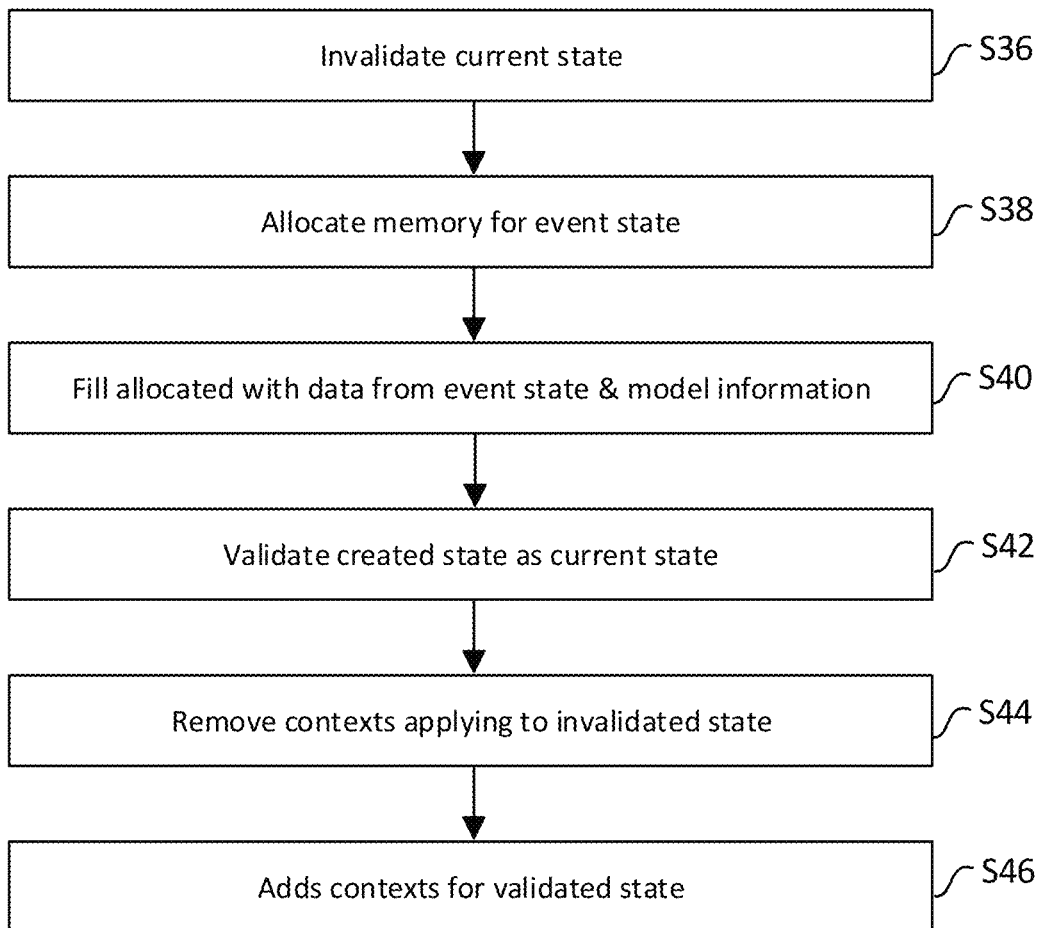 Invalidate current state
S36
Allocate memory for event state
S38
Fill allocated with data from event state & model information
S40
Validate created state as current state
S42
Remove contexts applying to invalidated state
S44
Adds contexts for validated state
S46